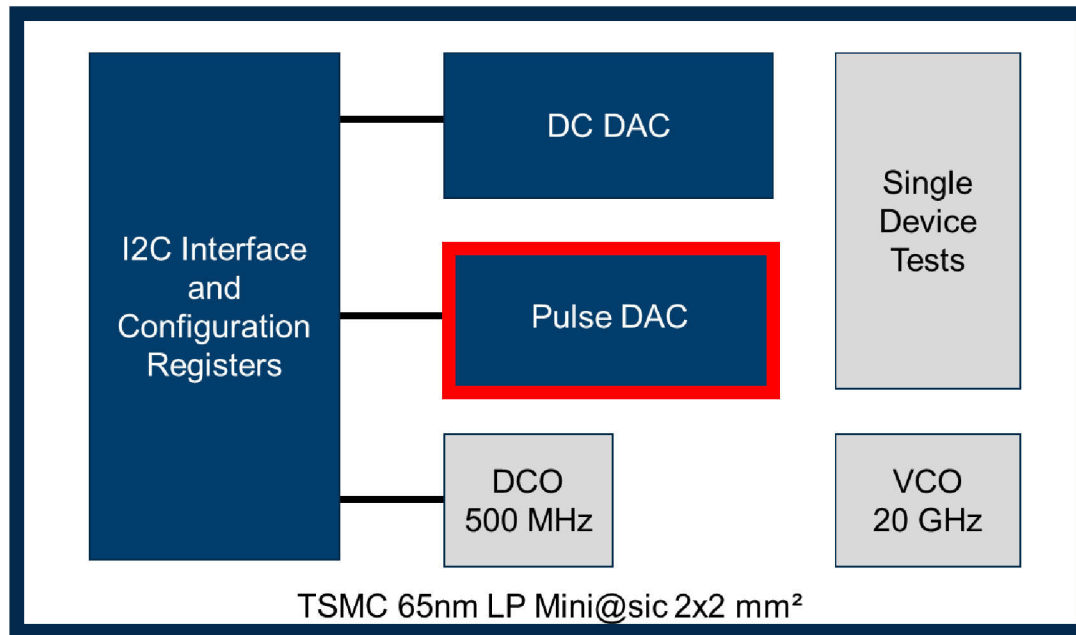 I2C Interface
and
Configuration
Registers
DC DAC
Pulse DAC
DCO
500 MHz
Single
Device
Tests
VCO
20 GHz
TSMC 65nm LP Mini@sic 2x2 mm²